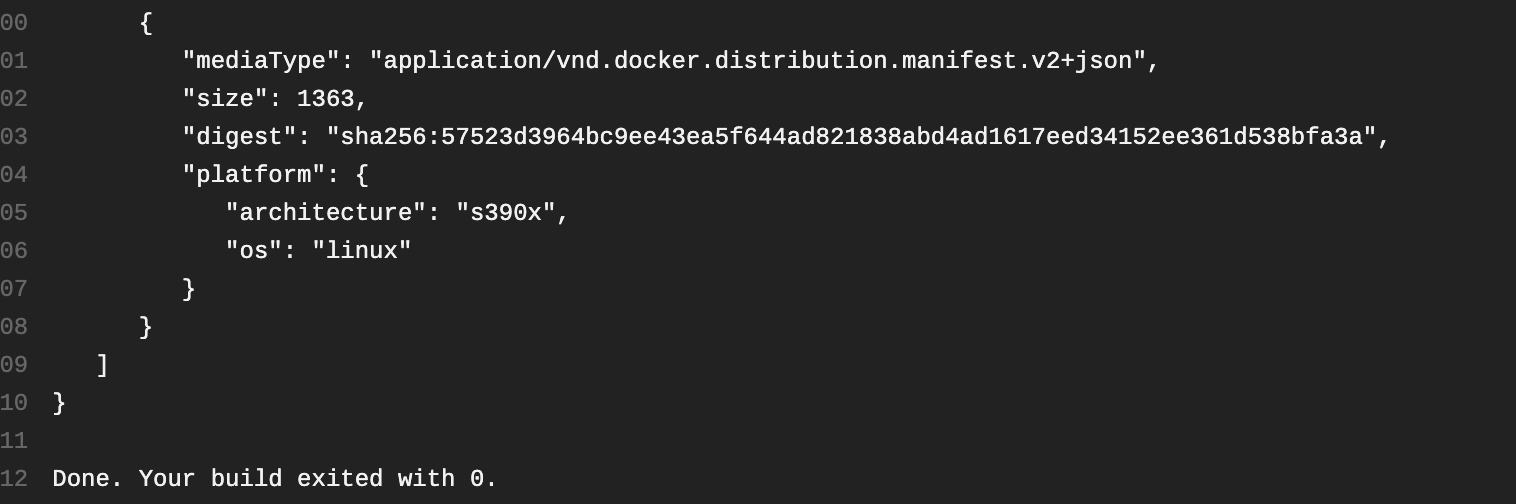 00 {
01 "mediaType": "application/vnd.docker.distribution.manifest.v2+json",
02 "size": 1363,
03 "digest": "sha256:57523d3964bc9ee43ea5f644ad821838abd4ad1617eed34152ee361d538bfa3a",
04 "platform": {
05 "architecture": "s390x",
06 "os": "linux"
07 }
08 }
09 ]
10 }
11
12 Done. Your build exited with 0.